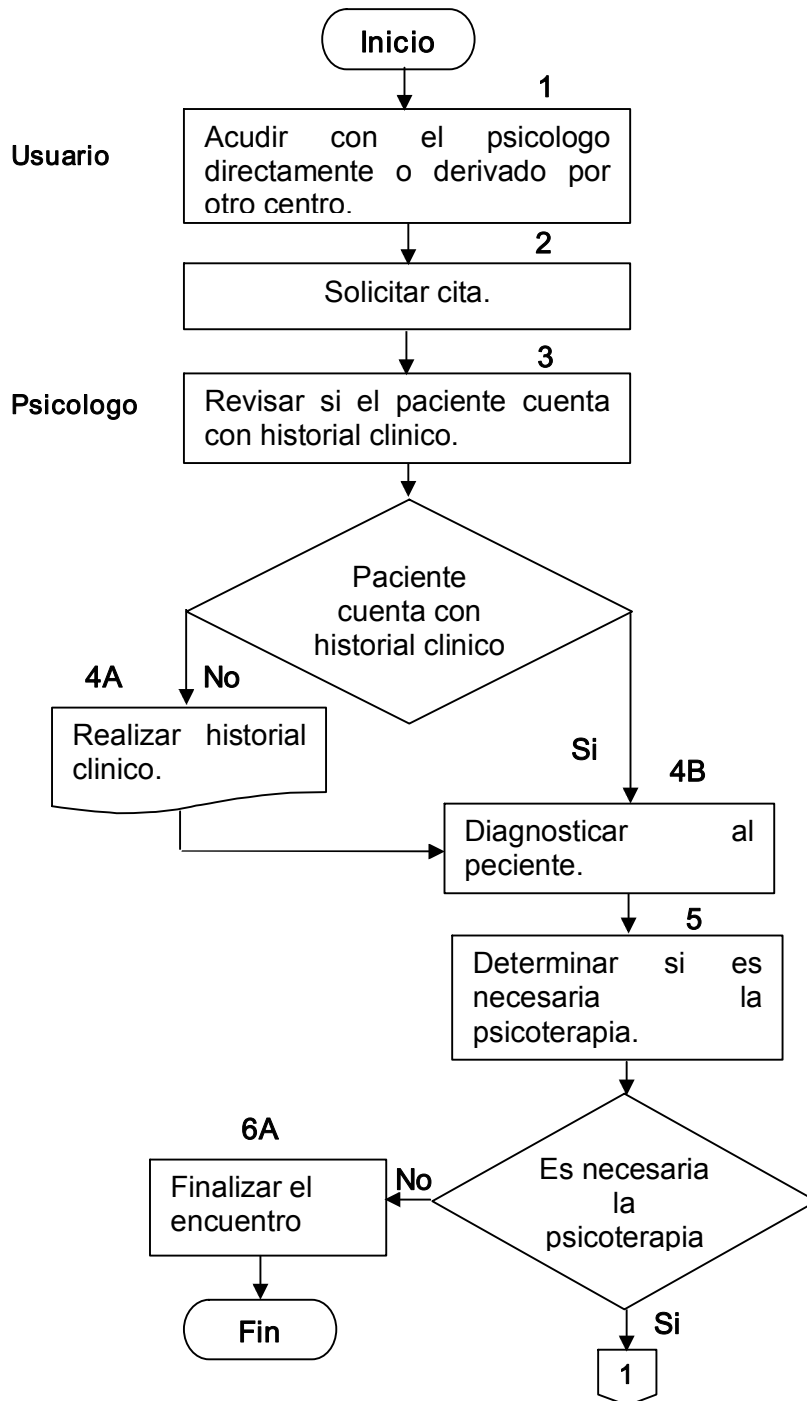 Inicio
1
Usuario
Acudir con el psicologo
directamente o derivado por
otro centro.
2
Solicitar cita.
3
Psicologo
Revisar si el paciente cuenta
con historial clinico.
Paciente
cuenta con
historial clinico
4A
No
Realizar historial
clinico.
Si
4B
Diagnosticar al
peciente.
5
Determinar si es
necesaria la
psicoterapia.
6A
No
Finalizar el
encuentro
Es necesaria
la
psicoterapia
Fin
Si
1